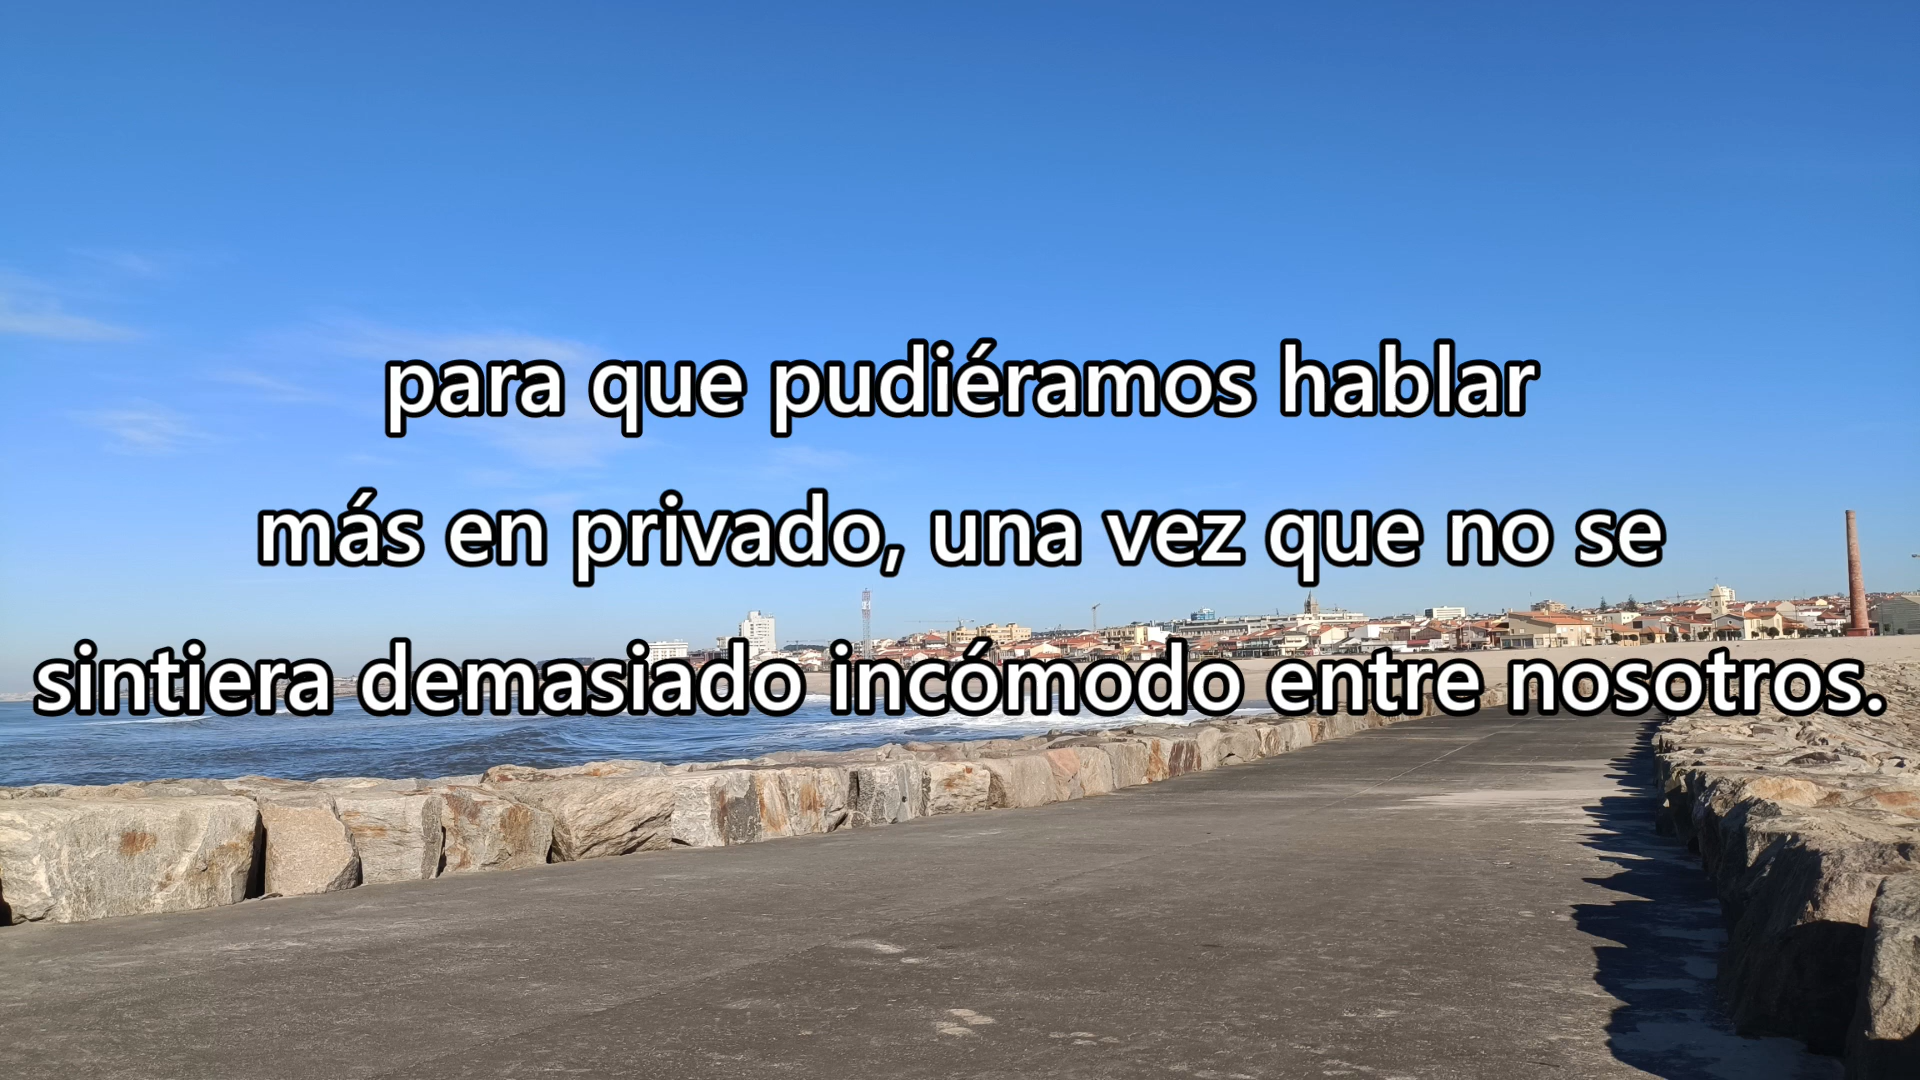 para que pudiéramos hablar
más en privado, una vez que no se
sintiera demasiado incómodo entre nosotros.